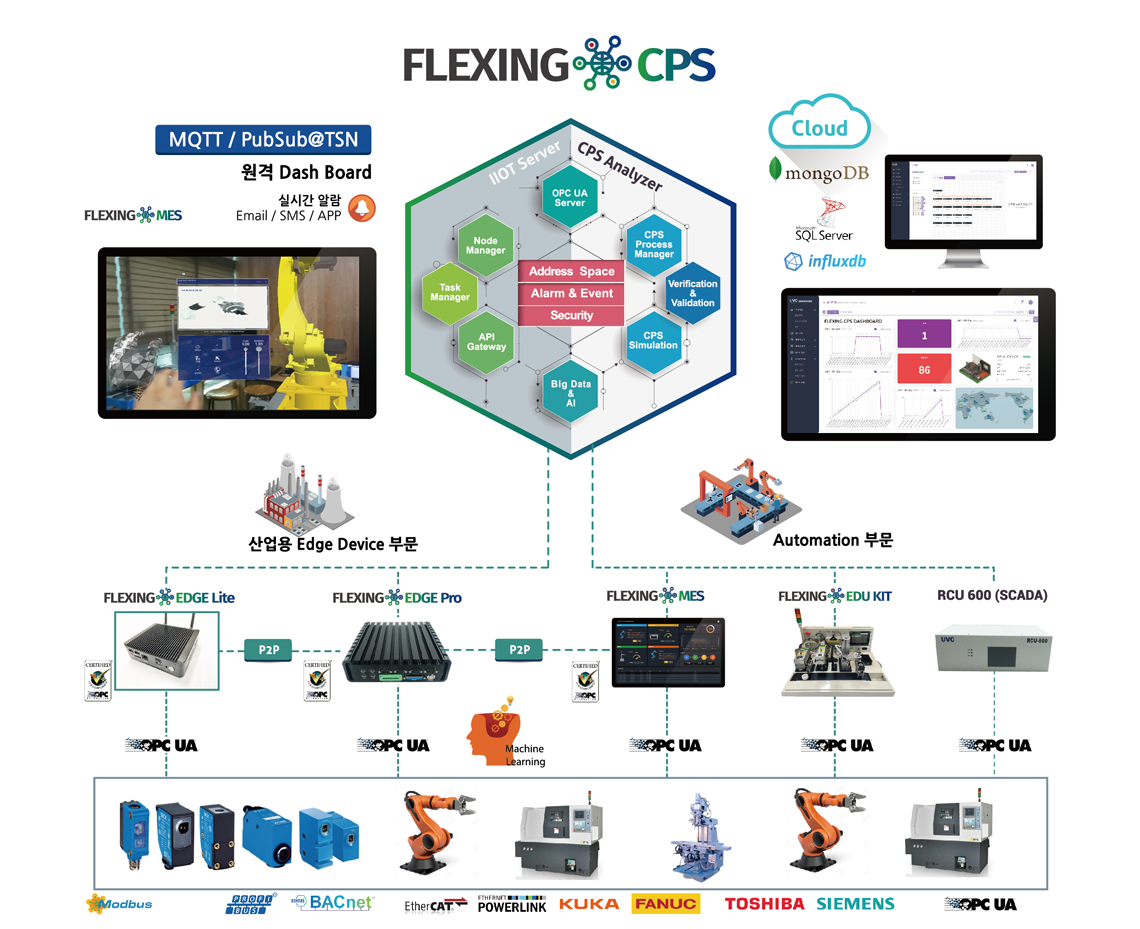 FLEXING CPS
MQTT / PubSub@TSN
원격 Dash Board
실시간 알람
Email / SMS / APP
FLEXING MES
IIOT Server
CPS Analyzer
OPC UA
Server
Node
Manager
Task
Manager
API
Gateway
Big Data
&
AI
CPS
Process
Manager
Verification
&
Validation
CPS
Simulation
Address Space
Alarm & Event
Security
Cloud
mongoDB
Microsoft
SQL Server
influxdb
UVC
FLEXING CPS DASHBOARD
1
86
산업용 Edge Device 부문
Automation 부문
FLEXING EDGE Lite
FLEXING EDGE Pro
FLEXING MES
FLEXING EDU KIT
RCU 600 (SCADA)
P2P
P2P
UVC
RCU-600
CERTIFIED
OPC
CERTIFIED
OPC
CERTIFIED
OPC
OPC UA
OPC UA
Machine
Learning
OPC UA
OPC UA
OPC UA
Modbus
PROFI
BUS
ASHRAE BACnet
EtherCAT
ETHERNET
POWERLINK
KUKA
FANUC
TOSHIBA
SIEMENS
OPC UA